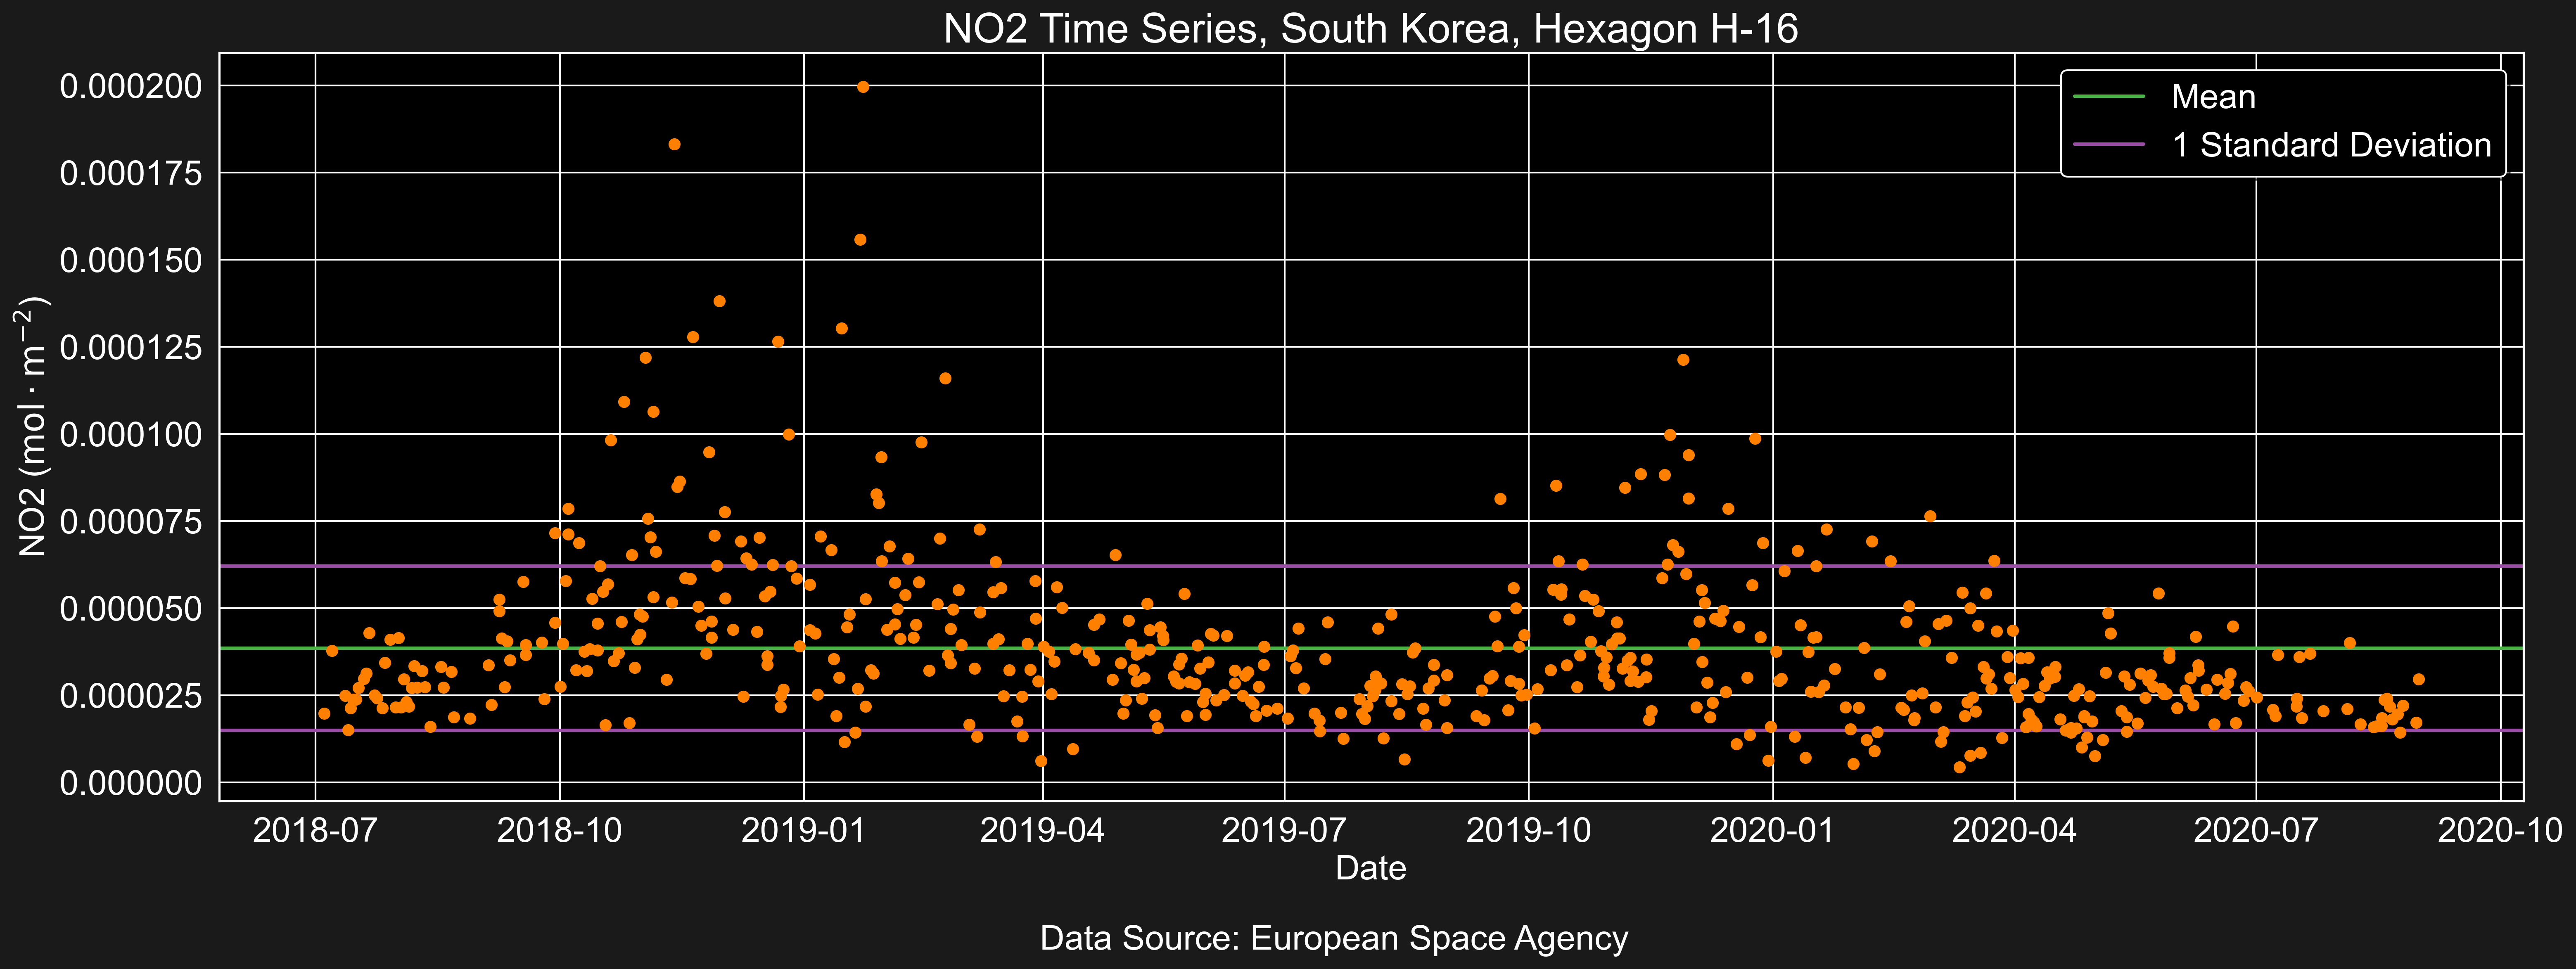 NO2 Time Series, South Korea, Hexagon H-16
Mean
1 Standard Deviation
NO2 (mol · m⁻²)
0.000200
0.000175
0.000150
0.000125
0.000100
0.000075
0.000050
0.000025
0.000000
2018-07 2018-10 2019-01 2019-04 2019-07 2019-10 2020-01 2020-04 2020-07 2020-10
Date
Data Source: European Space Agency